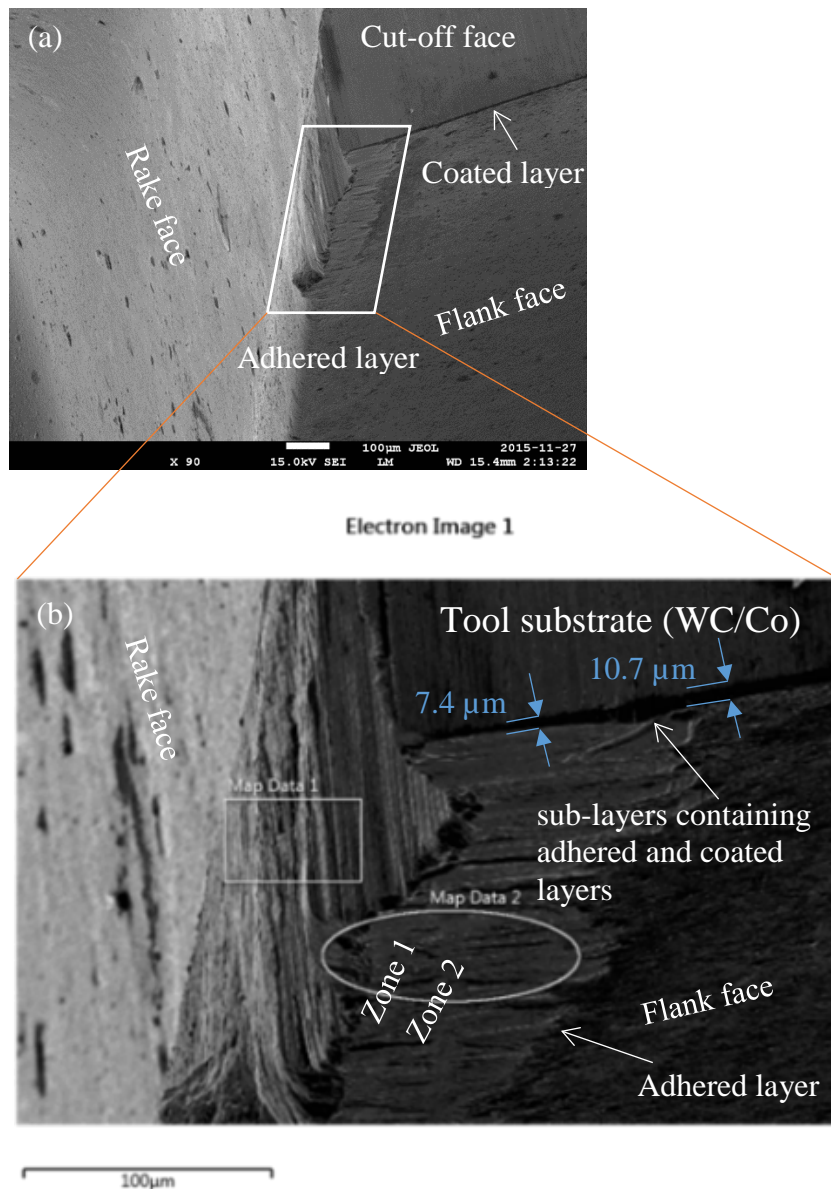 (a)
Cut-off face
Rake face
Coated layer
Flank face
Adhered layer
100µm JEOL 2015-11-27
X 90 15.0kV SEI LM WD 15.4mm 2:13:22
Electron Image 1
(b)
Tool substrate (WC/Co)
10.7 µm
7.4 µm
Rake face
Map Data 1
sub-layers containing
adhered and coated
layers
Map Data 2
Zone 1
Zone 2
Flank face
Adhered layer
100µm